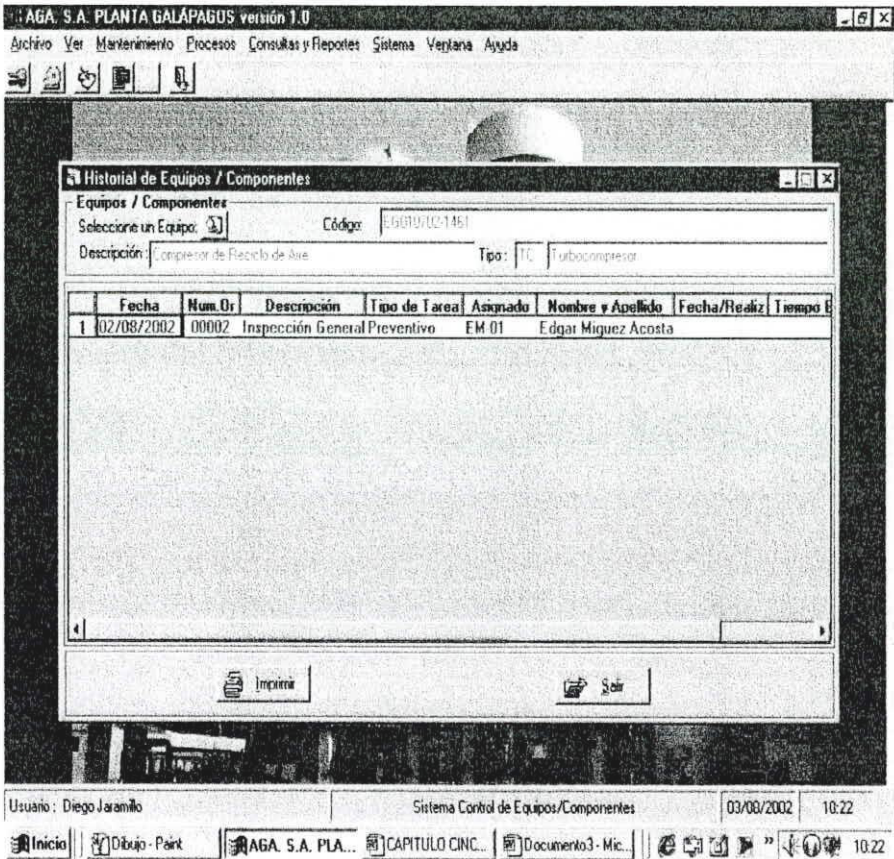 AGA. S.A. PLANTA GALÁPAGOS versión 1.0
Archivo Ver Mantenimiento Procesos Consultas y Reportes Sistema Ventana Ayuda
Historial de Equipos / Componentes
Equipos / Componentes
Seleccione un Equipo: Código:
Descripción: Compresor de Reciclo de Aire Tipo: TC Turbocompresor
Fecha Num.Or Descripción Tipo de Tarea Asignado Nombre y Apellido Fecha/Realiz Tiempo E
1 02/08/2002 00002 Inspección General Preventivo EM 01 Edgar Miguez Acosta
Imprimir Salir
Usuario : Diego Jaramillo Sistema Control de Equipos/Componentes 03/08/2002 10:22
Inicio Dibujo - Paint AGA. S.A. PLA... CAPITULO CINC... Documento3 - Mic... 10:22